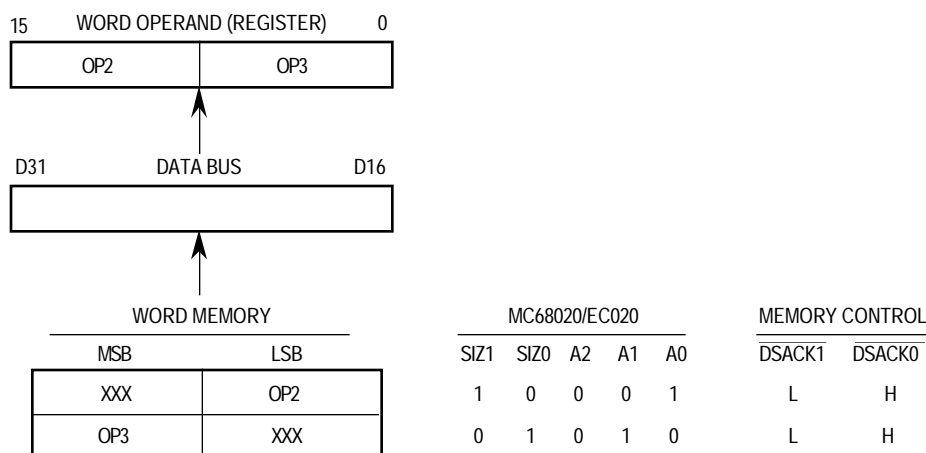 15 WORD OPERAND (REGISTER) 0
OP2 OP3
D31 DATA BUS D16
WORD MEMORY MC68020/EC020 MEMORY CONTROL
MSB LSB SIZ1 SIZ0 A2 A1 A0 DSACK1 DSACK0
XXX OP2 1 0 0 0 1 L H
OP3 XXX 0 1 0 1 0 L H